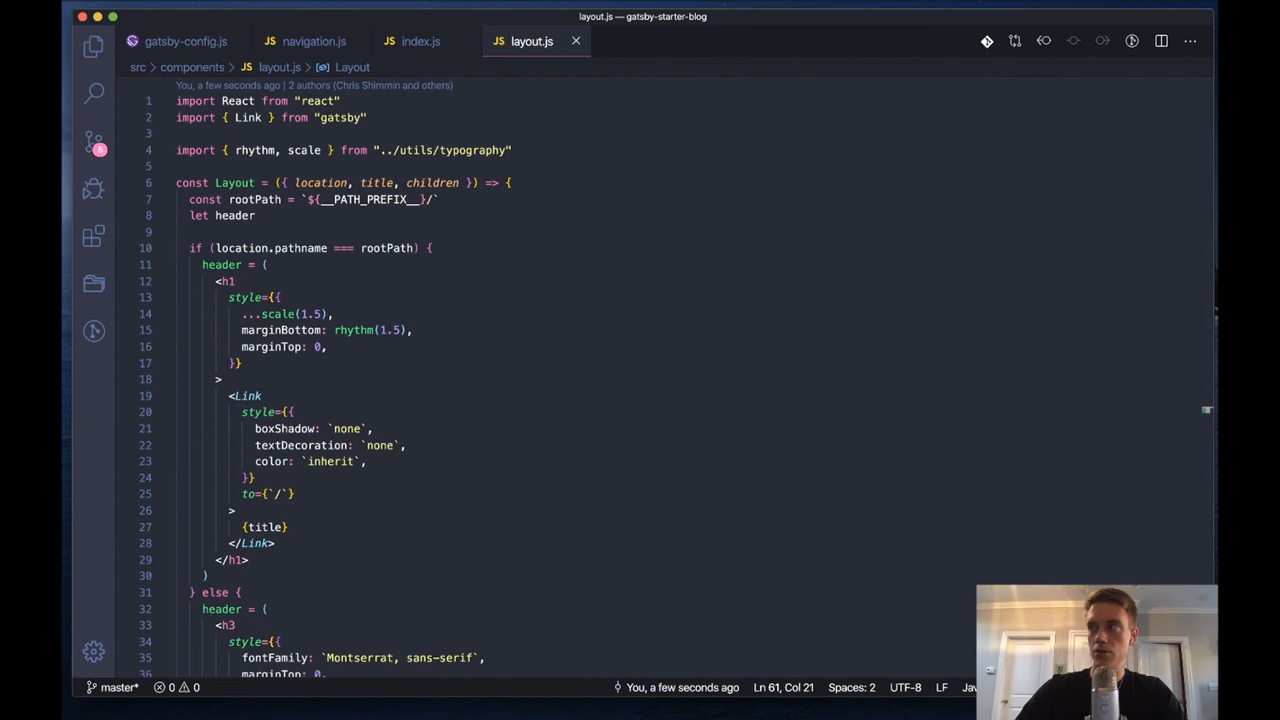 layout.js — gatsby-starter-blog
gatsby-config.js
JS navigation.js
JS index.js
JS layout.js
src > components > JS layout.js > Layout
You, a few seconds ago | 2 authors (Chris Shimmin and others)
1 import React from "react"
2 import { Link } from "gatsby"
3
4 import { rhythm, scale } from "../utils/typography"
5
6 const Layout = ({ location, title, children }) => {
7 const rootPath = `${__PATH_PREFIX__}/`
8 let header
9
10 if (location.pathname === rootPath) {
11 header = (
12 <h1
13 style={{
14 ...scale(1.5),
15 marginBottom: rhythm(1.5),
16 marginTop: 0,
17 }}
18 >
19 <Link
20 style={{
21 boxShadow: `none`,
22 textDecoration: `none`,
23 color: `inherit`,
24 }}
25 to={`/`}
26 >
27 {title}
28 </Link>
29 </h1>
30 )
31 } else {
32 header = (
33 <h3
34 style={{
35 fontFamily: `Montserrat, sans-serif`,
36 marginTop: 0,
5
master* 0 0
You, a few seconds ago Ln 61, Col 21 Spaces: 2 UTF-8 LF